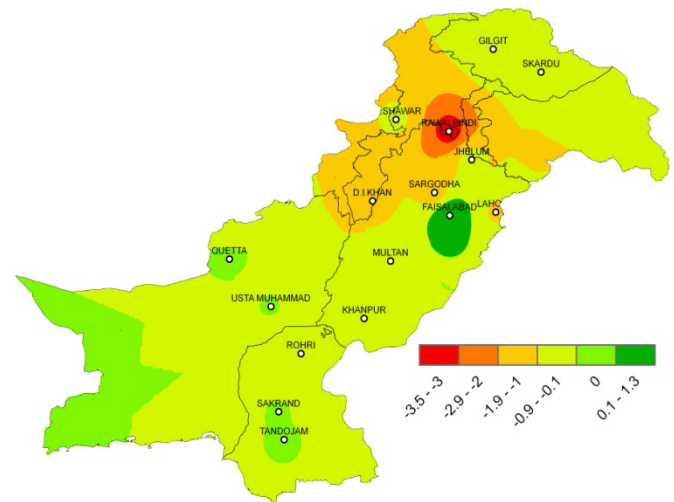 GILGIT
SKARDU
SHAWAR
RAWALPINDI
JHELUM
D.I.KHAN
SARGODHA
FAISALABAD
LAHO
QUETTA
MULTAN
USTA MUHAMMAD
KHANPUR
ROHRI
SAKRAND
TANDOJAM
-3.5 - -3
-2.9 - -2
-1.9 - -1
-0.9 - -0.1
0
0.1 - 1.3